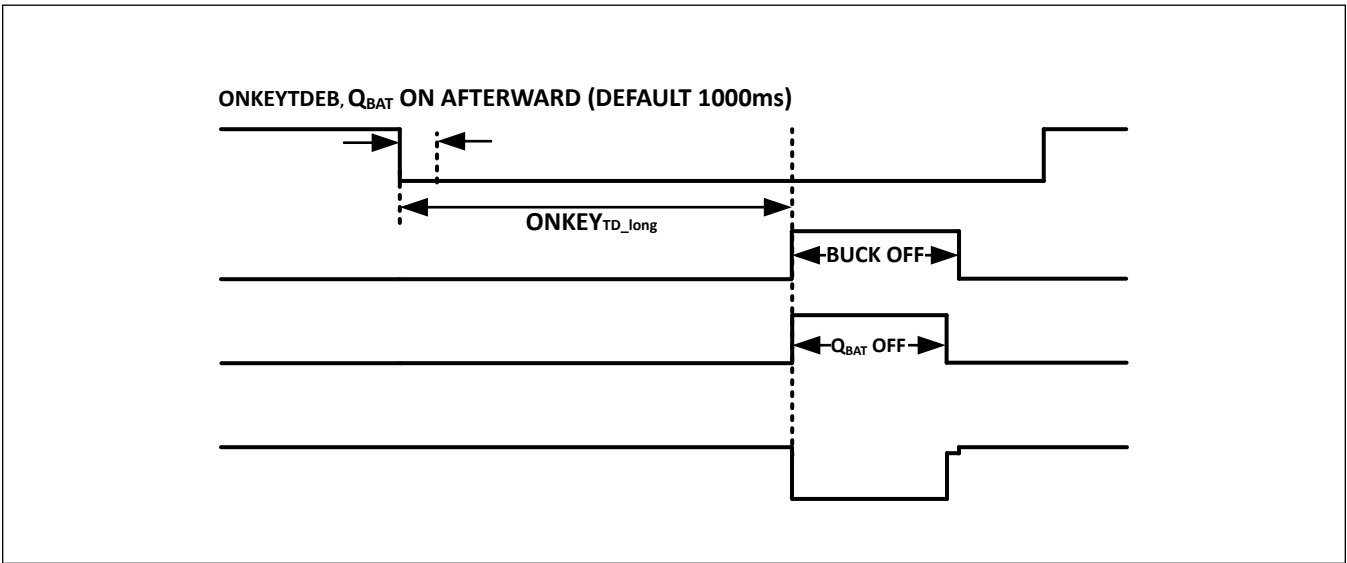 ONKEYTDEB, QBAT ON AFTERWARD (DEFAULT 1000ms)
ONKEYTD_long
BUCK OFF
QBAT OFF